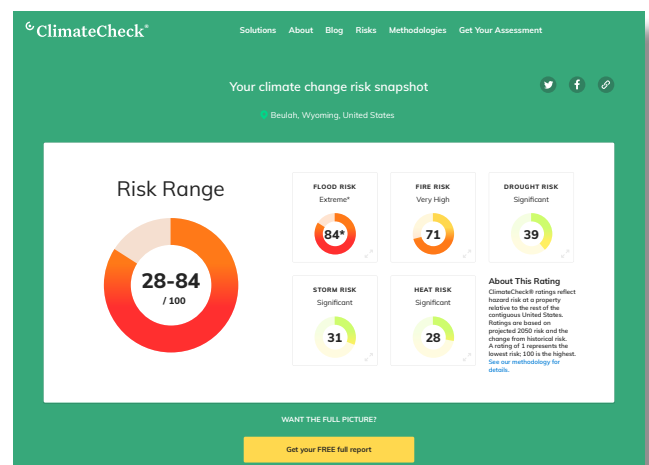 ClimateCheck®
Solutions About Blog Risks Methodologies Get Your Assessment
Your climate change risk snapshot
Beulah, Wyoming, United States
Risk Range
28-84
/ 100
FLOOD RISK
Extreme*
84*
FIRE RISK
Very High
71
DROUGHT RISK
Significant
39
STORM RISK
Significant
31
HEAT RISK
Significant
28
About This Rating
ClimateCheck® ratings reflect
hazard risk at a property
relative to the rest of the
contiguous United States.
Ratings are based on
projected 2050 risk and the
change from historical risk.
A rating of 1 represents the
lowest risk; 100 is the highest.
See our methodology for
details.
WANT THE FULL PICTURE?
Get your FREE full report